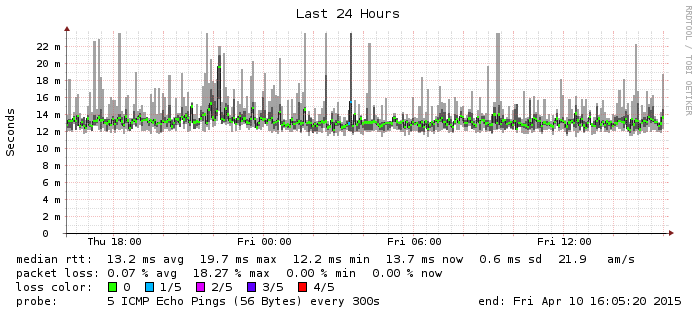 Last 24 Hours
RRDTOOL / TOBI OETIKER
Seconds
22 m
20 m
18 m
16 m
14 m
12 m
10 m
8 m
6 m
4 m
2 m
0
Thu 18:00 Fri 00:00 Fri 06:00 Fri 12:00
median rtt: 13.2 ms avg 19.7 ms max 12.2 ms min 13.7 ms now 0.6 ms sd 21.9 am/s
packet loss: 0.07 % avg 18.27 % max 0.00 % min 0.00 % now
loss color: 0 1/5 2/5 3/5 4/5
probe: 5 ICMP Echo Pings (56 Bytes) every 300s end: Fri Apr 10 16:05:20 2015